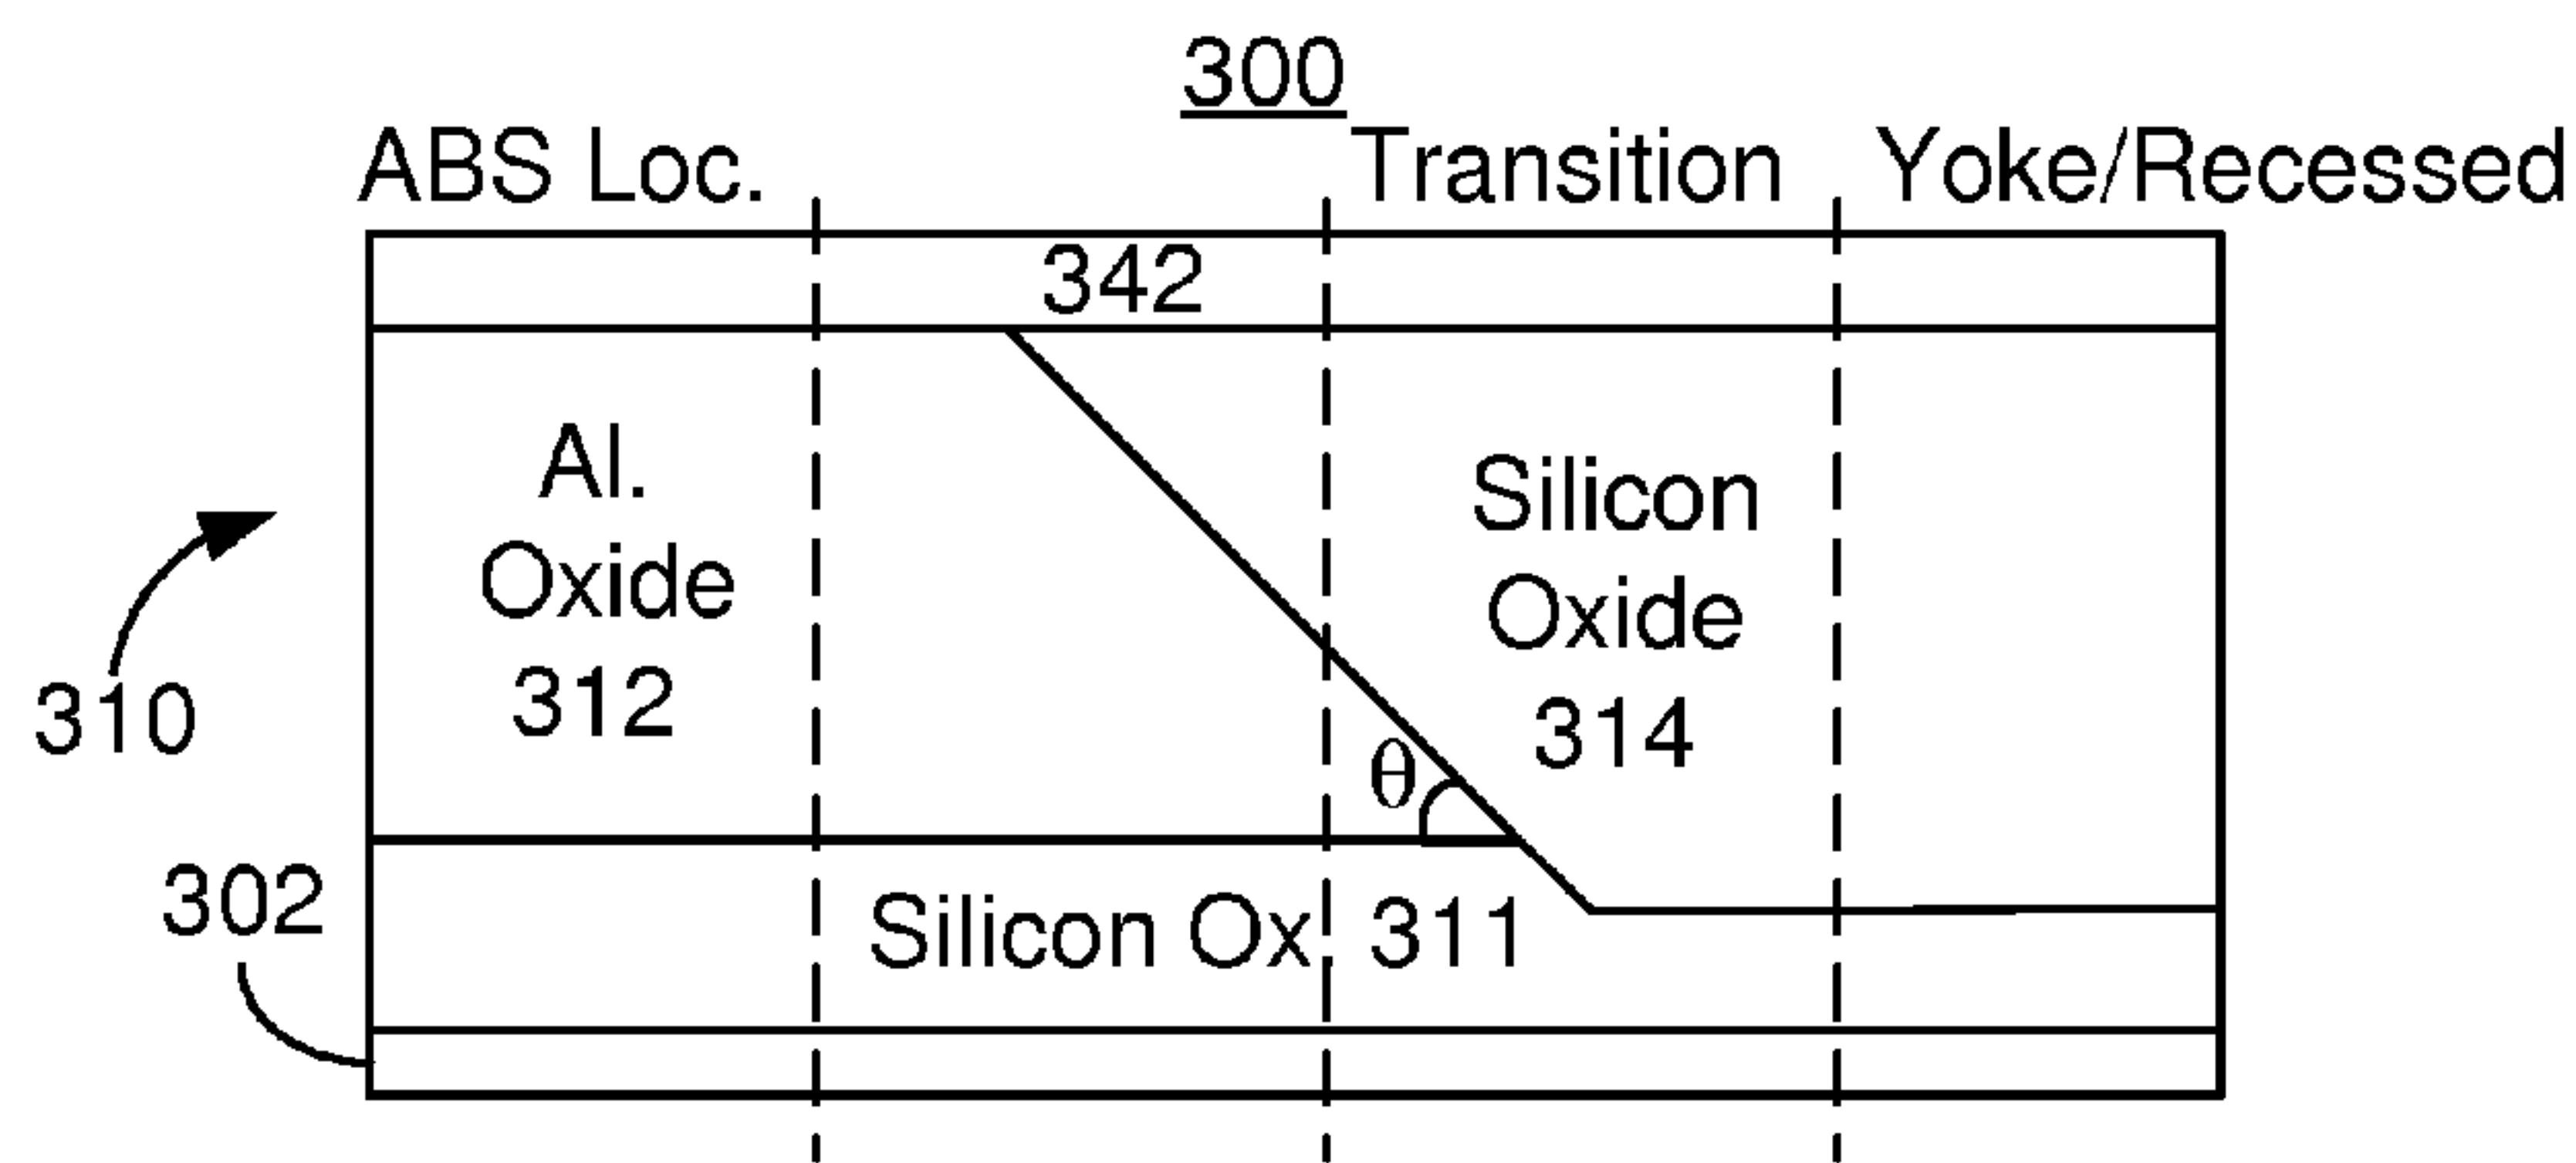 300
ABS Loc.
Transition
Yoke/Recessed
342
Al.
Oxide
312
Silicon
Oxide
314
310
θ
302
Silicon Ox. 311